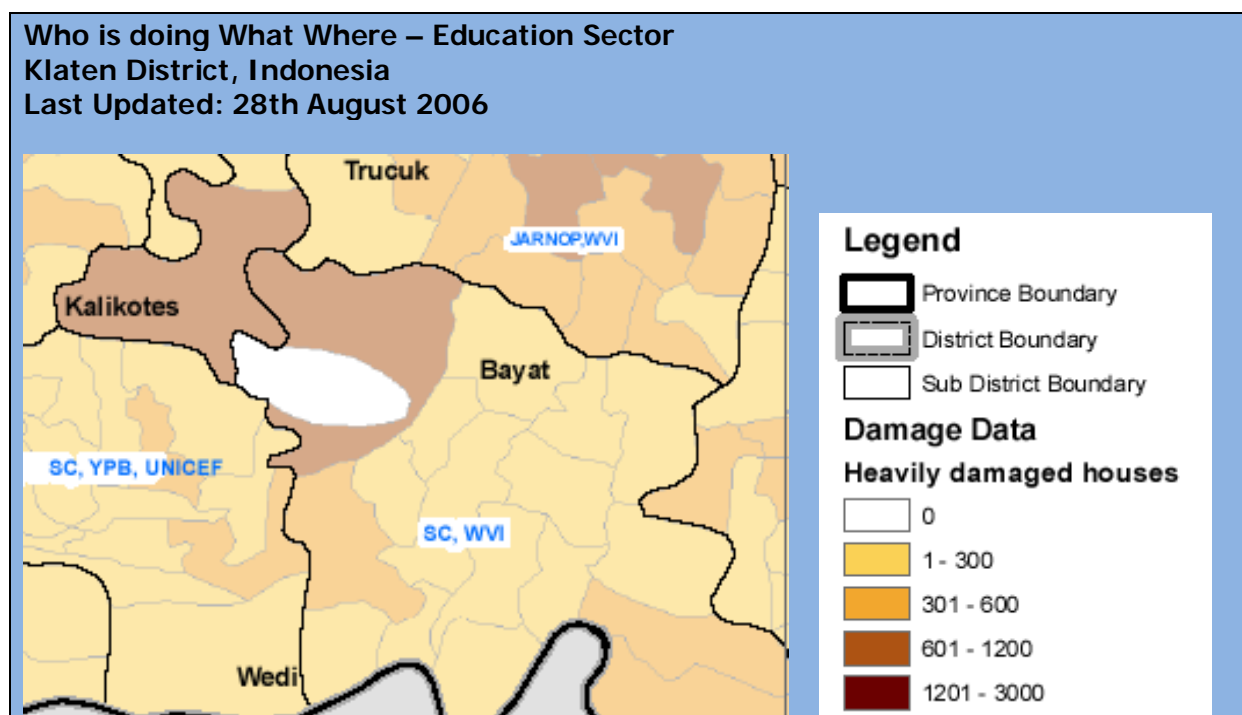 Who is doing What Where – Education Sector
Klaten District, Indonesia
Last Updated: 28th August 2006
Trucuk
JARNOP,WVI
Kalikotes
Bayat
SC, YPB, UNICEF
SC, WVI
Wedi
Legend
Province Boundary
District Boundary
Sub District Boundary
Damage Data
Heavily damaged houses
0
1 - 300
301 - 600
601 - 1200
1201 - 3000